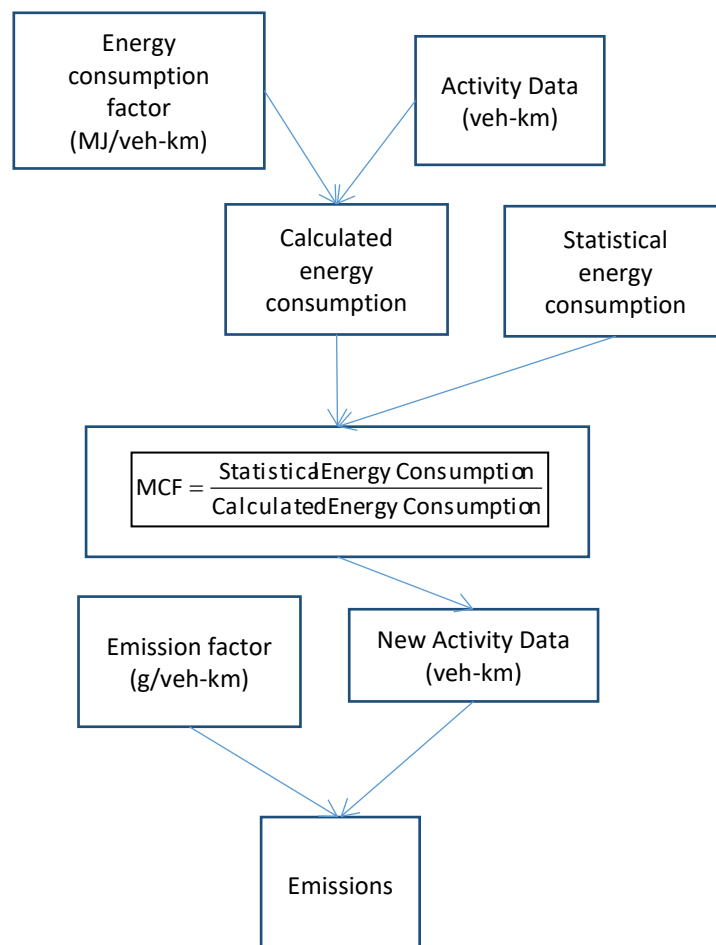 Energy
consumption
factor
(MJ/veh-km)
Activity Data
(veh-km)
Calculated
energy
consumption
Statistical
energy
consumption
MCF = StatisticalEnergy Consumption
CalculatedEnergy Consumption
Emission factor
(g/veh-km)
New Activity Data
(veh-km)
Emissions